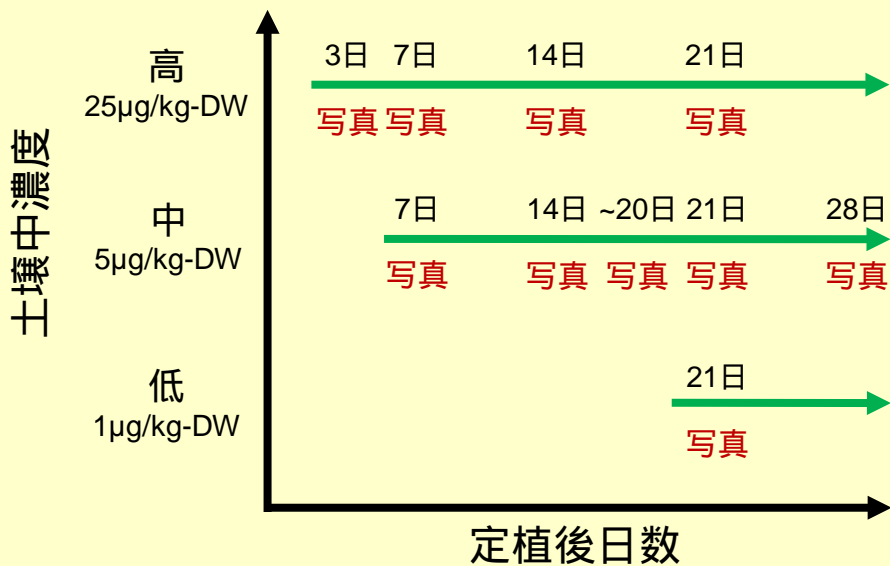 土壌中濃度
高
25µg/kg-DW
3日 7日 14日 21日
写真 写真 写真 写真
中
5µg/kg-DW
7日 14日 ~20日 21日 28日
写真 写真 写真 写真 写真
低
1µg/kg-DW
21日
写真
定植後日数